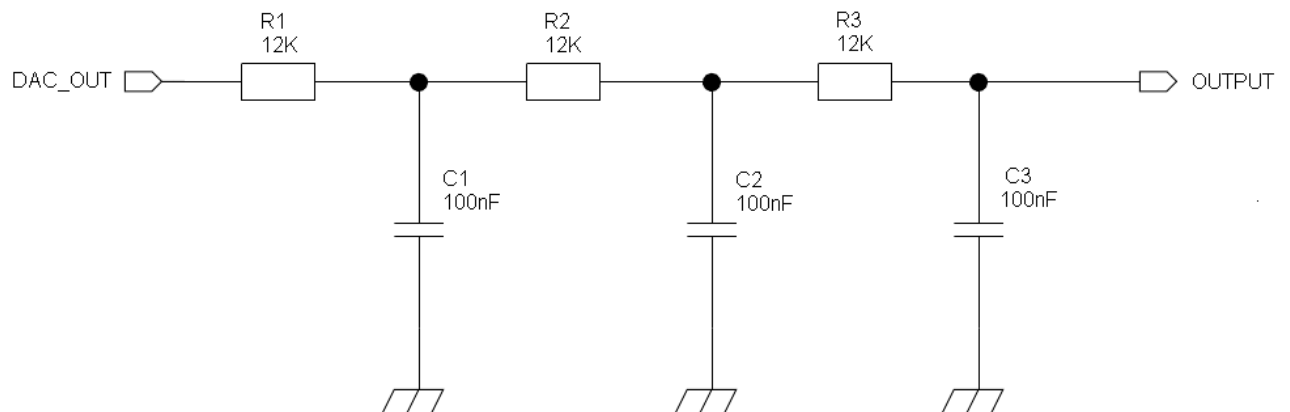 R1
12K
R2
12K
R3
12K
DAC_OUT
OUTPUT
C1
100nF
C2
100nF
C3
100nF